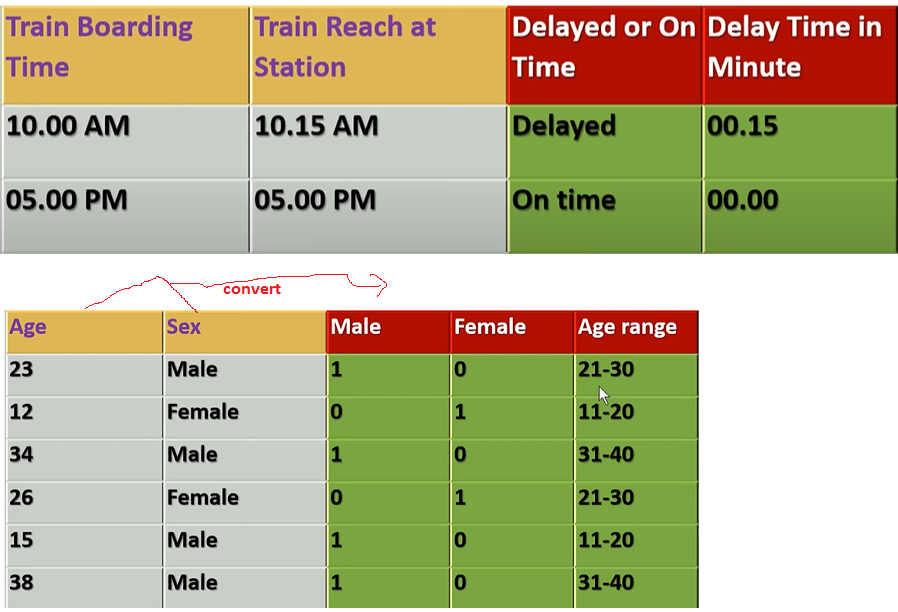 Train Boarding Time Train Reach at Station Delayed or On Time Delay Time in Minute
10.00 AM 10.15 AM Delayed 00.15
05.00 PM 05.00 PM On time 00.00
convert
Age Sex Male Female Age range
23 Male 1 0 21-30
12 Female 0 1 11-20
34 Male 1 0 31-40
26 Female 0 1 21-30
15 Male 1 0 11-20
38 Male 1 0 31-40